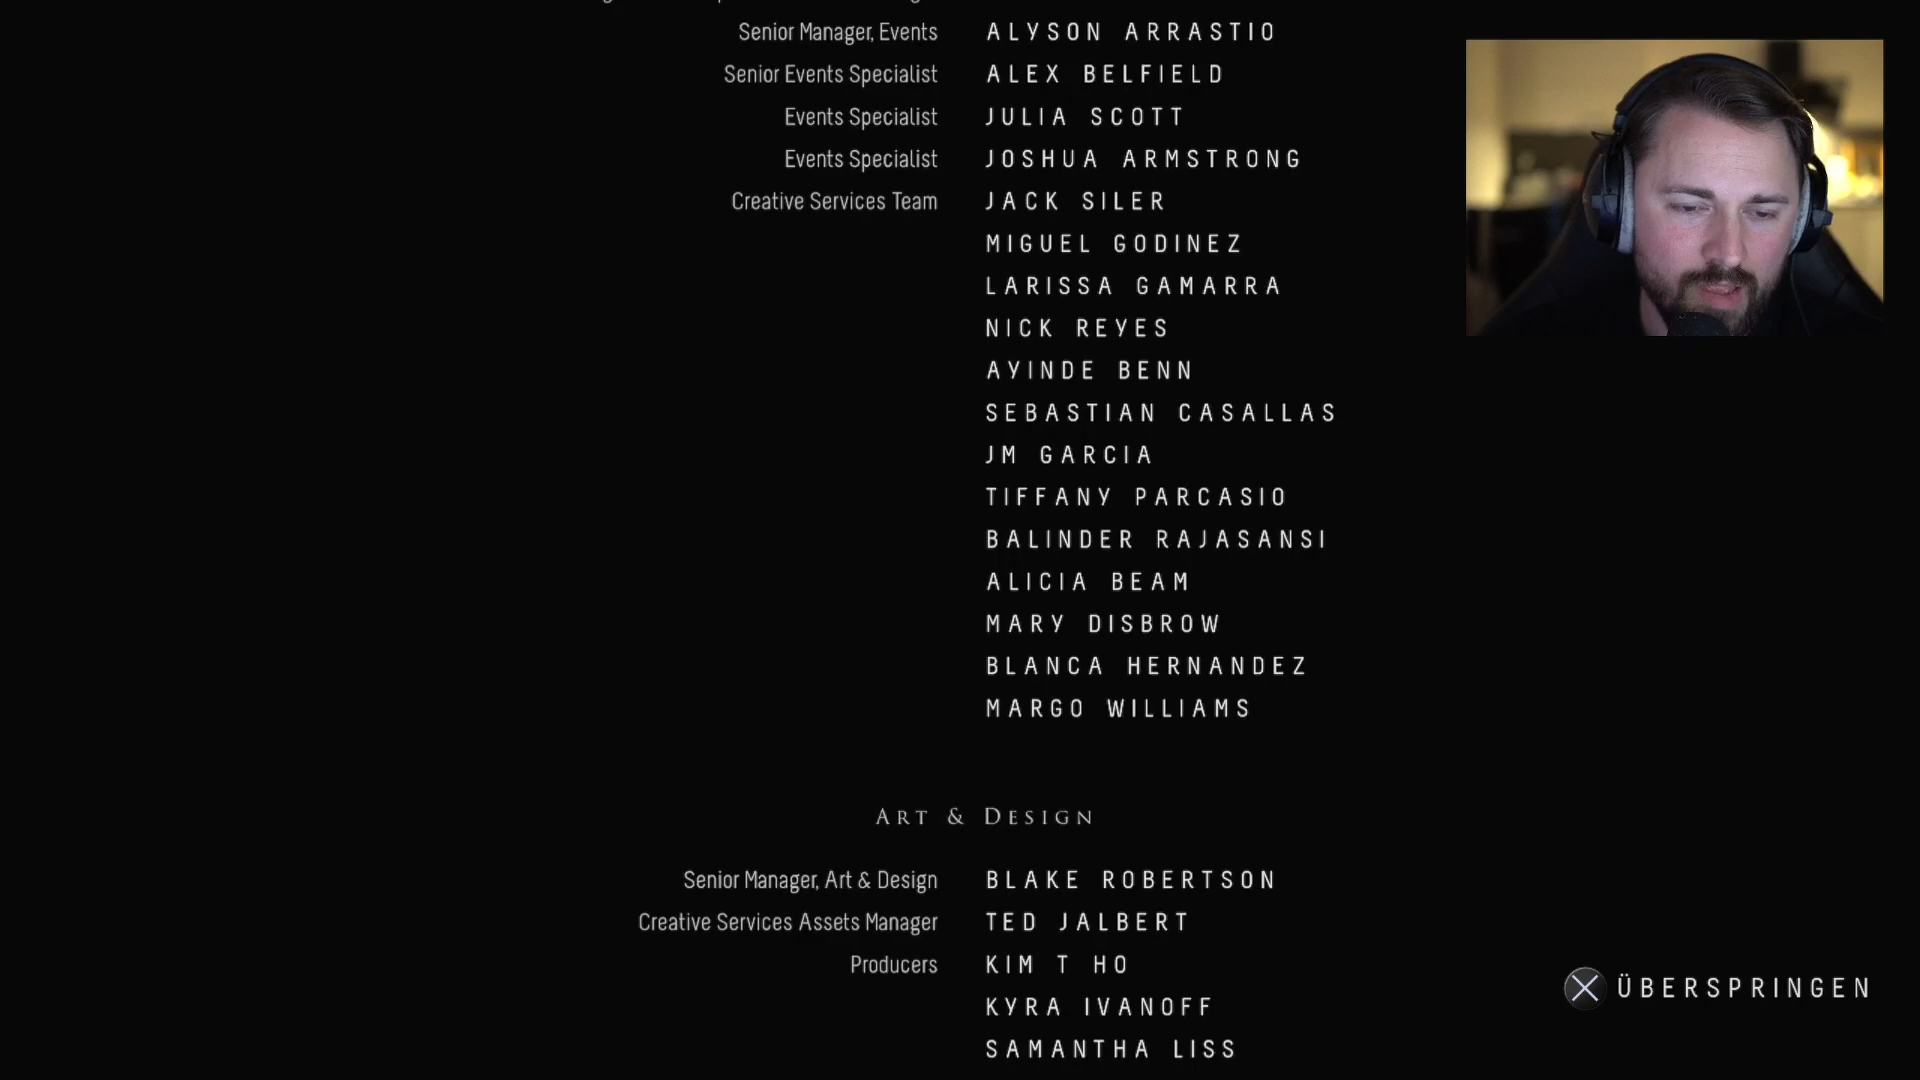 Senior Manager, Events ALYSON ARRASTIO
Senior Events Specialist ALEX BELFIELD
Events Specialist JULIA SCOTT
Events Specialist JOSHUA ARMSTRONG
Creative Services Team JACK SILER
MIGUEL GODINEZ
LARISSA GAMARRA
NICK REYES
AYINDE BENN
SEBASTIAN CASALLAS
JM GARCIA
TIFFANY PARCASIO
BALINDER RAJASANSI
ALICIA BEAM
MARY DISBROW
BLANCA HERNANDEZ
MARGO WILLIAMS
ART & DESIGN
Senior Manager, Art & Design BLAKE ROBERTSON
Creative Services Assets Manager TED JALBERT
Producers KIM T HO
KYRA IVANOFF
SAMANTHA LISS
ÜBERSPRINGEN